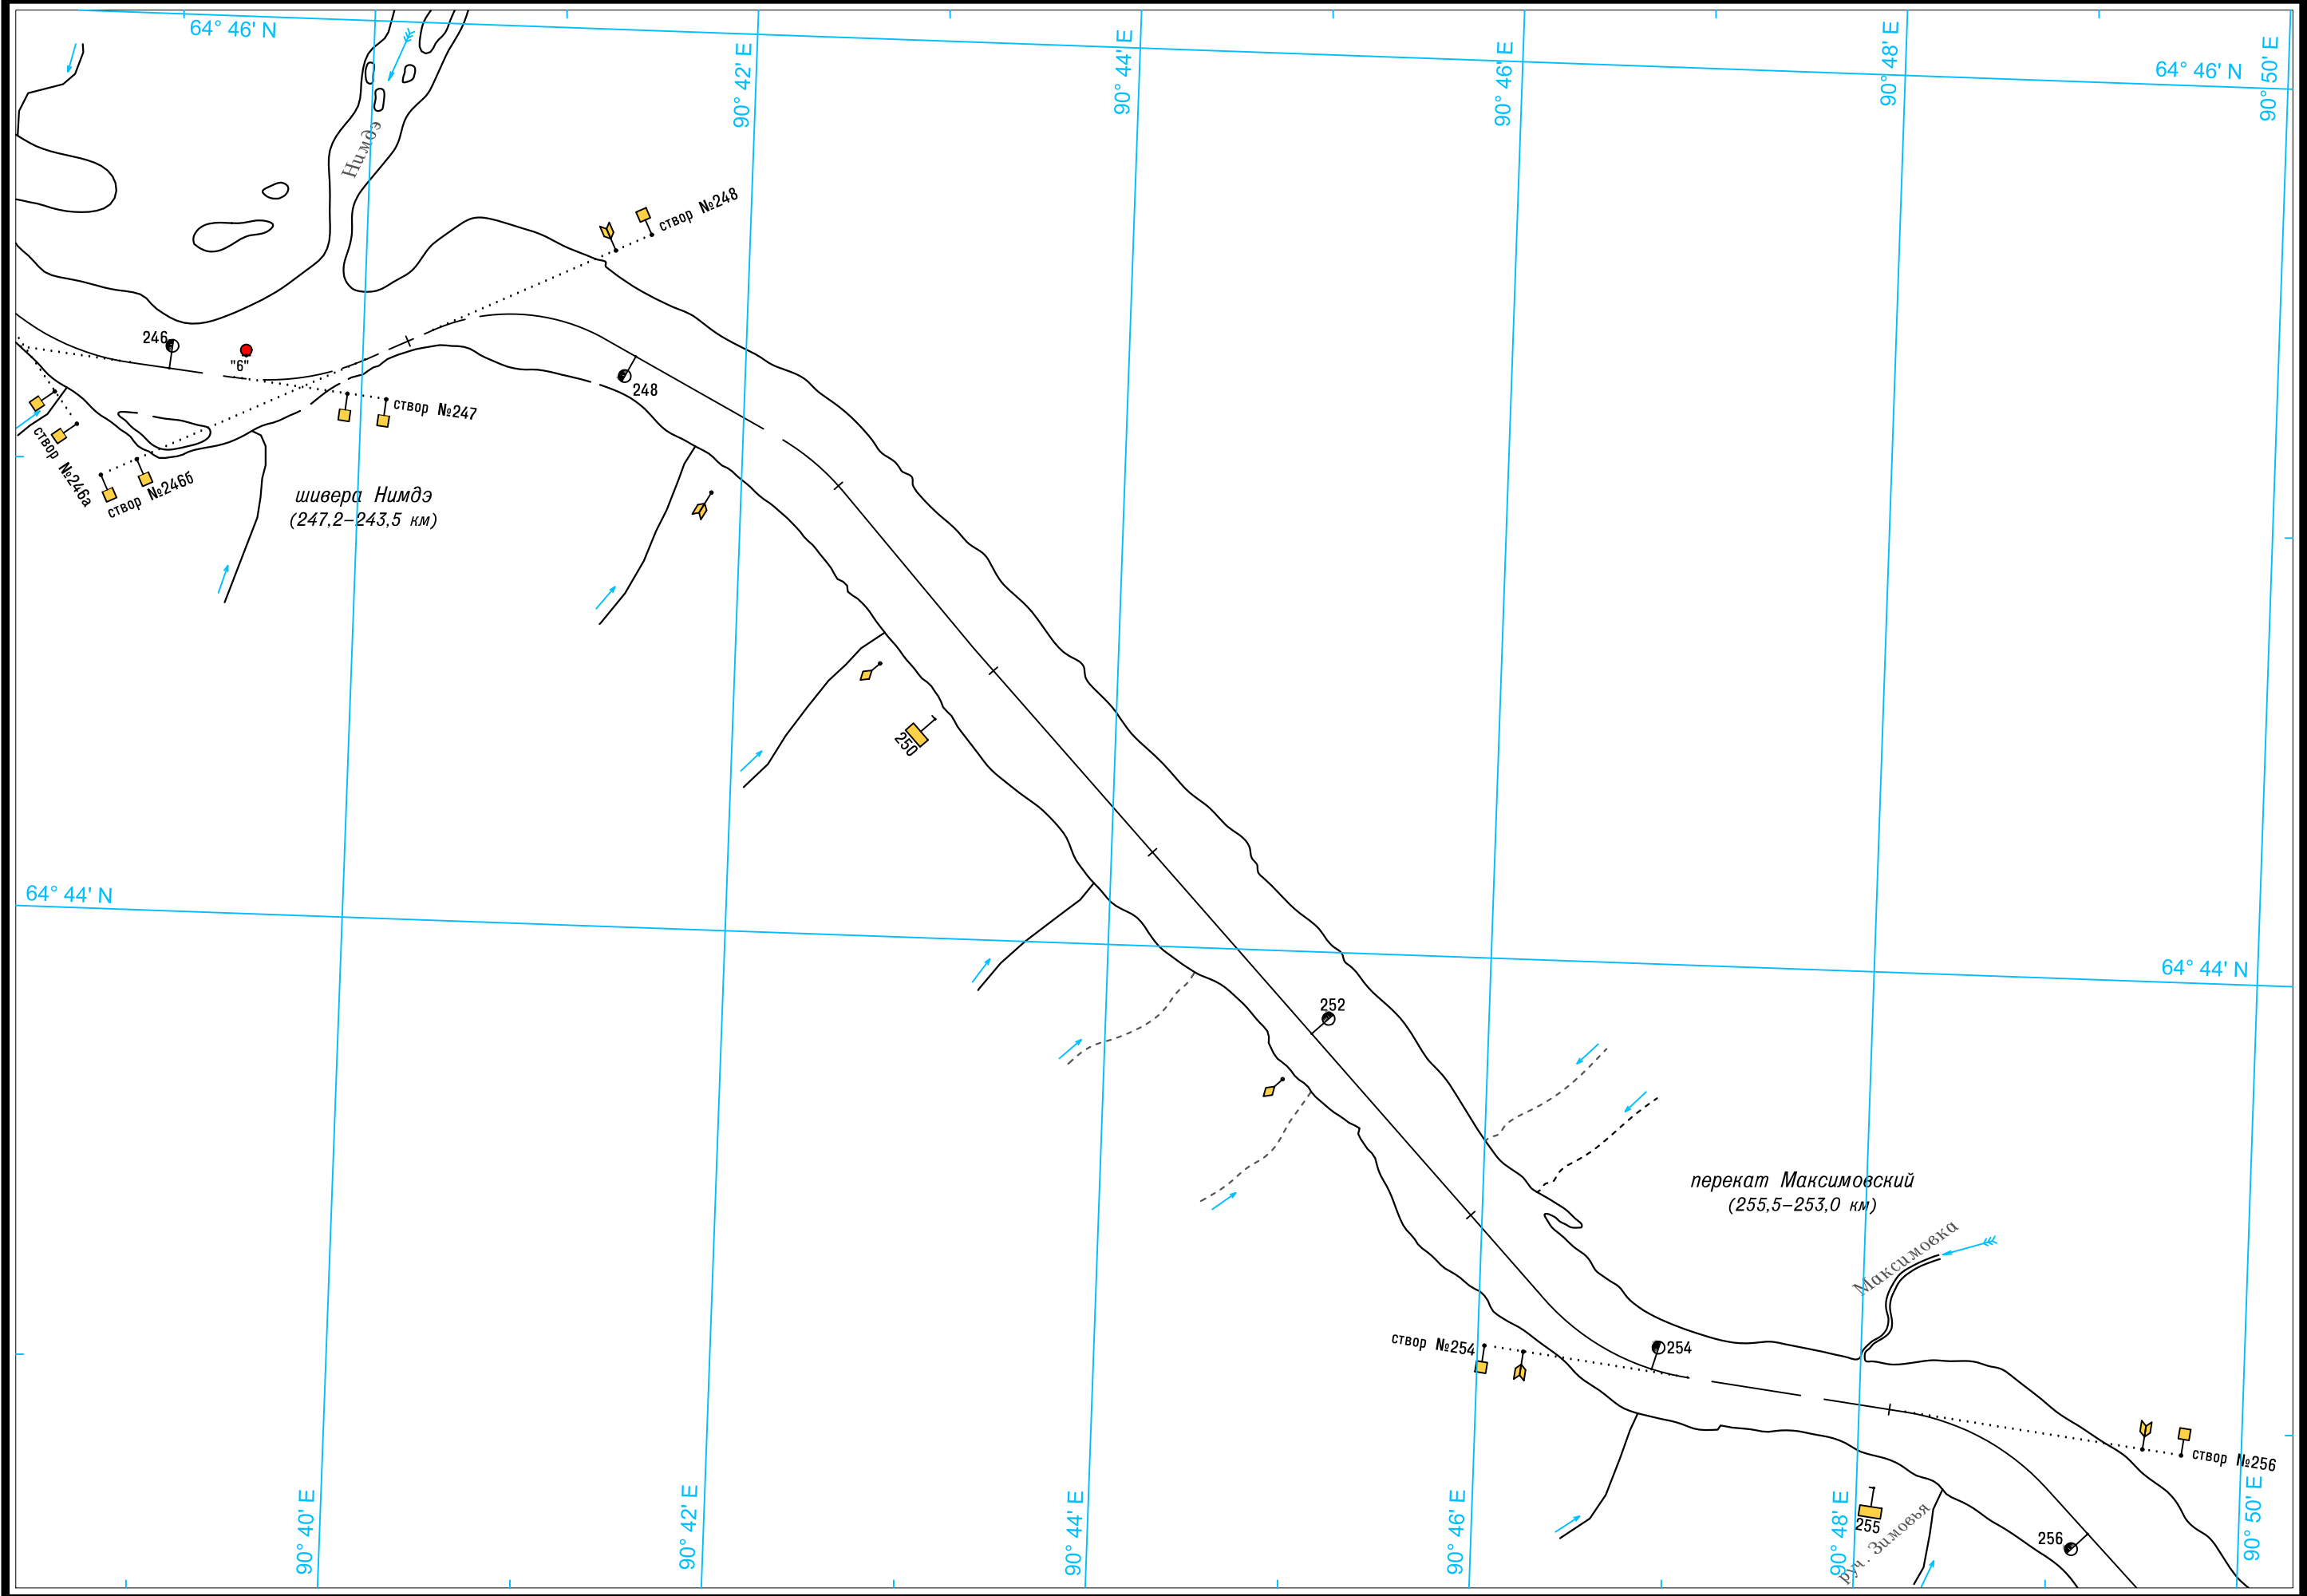 64° 46' N
90° 42' E
90° 44' E
90° 46' E
90° 48' E
64° 46' N
90° 50' E
Нимдэ
створ №248
246
"6"
248
створ №247
створ №246а
створ №246б
шивера Нимдэ
(247,2–243,5 км)
250
64° 44' N
64° 44' N
252
перекат Максимовский
(255,5–253,0 км)
Максимовка
створ №254
254
створ №256
255
руч. Зимовья
256
90° 40' E
90° 42' E
90° 44' E
90° 46' E
90° 48' E
90° 50' E